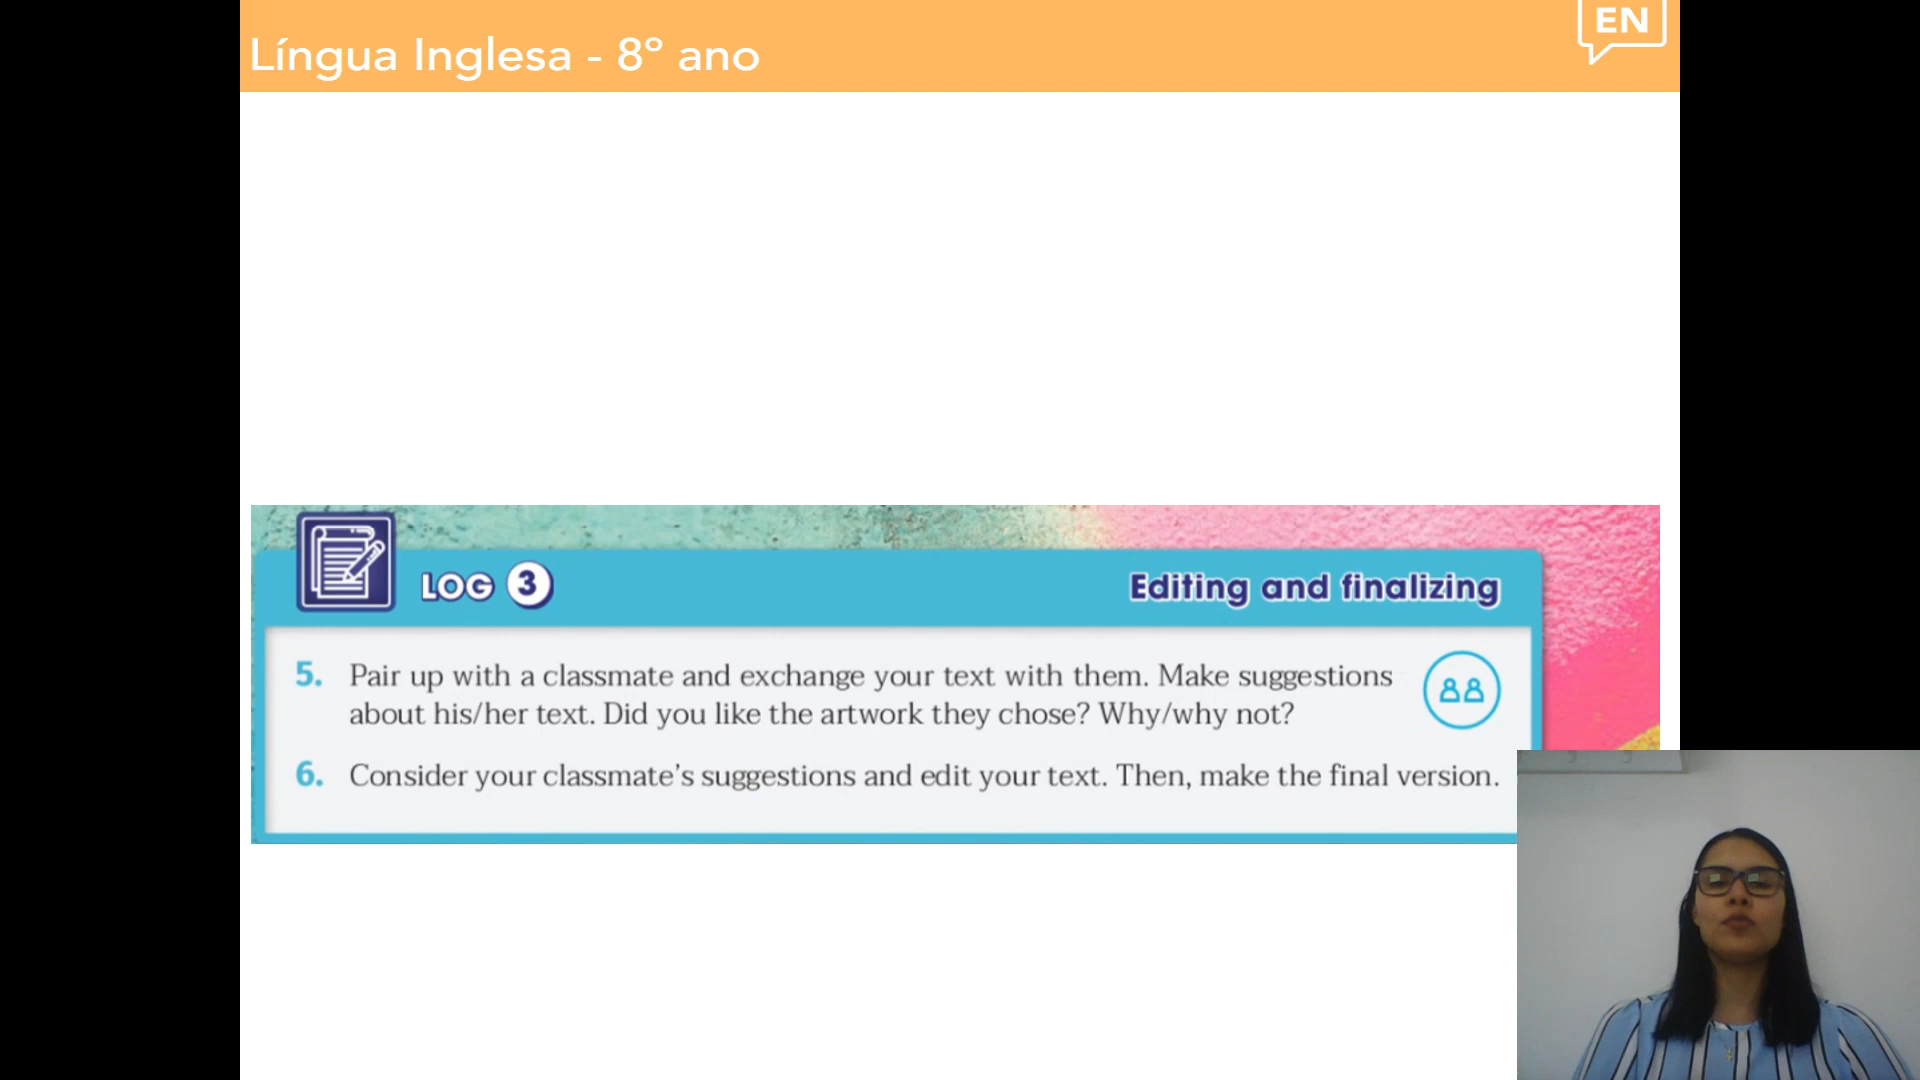 EN
Língua Inglesa - 8º ano
LOG 3
Editing and finalizing
5. Pair up with a classmate and exchange your text with them. Make suggestions
about his/her text. Did you like the artwork they chose? Why/why not?
6. Consider your classmate’s suggestions and edit your text. Then, make the final version.